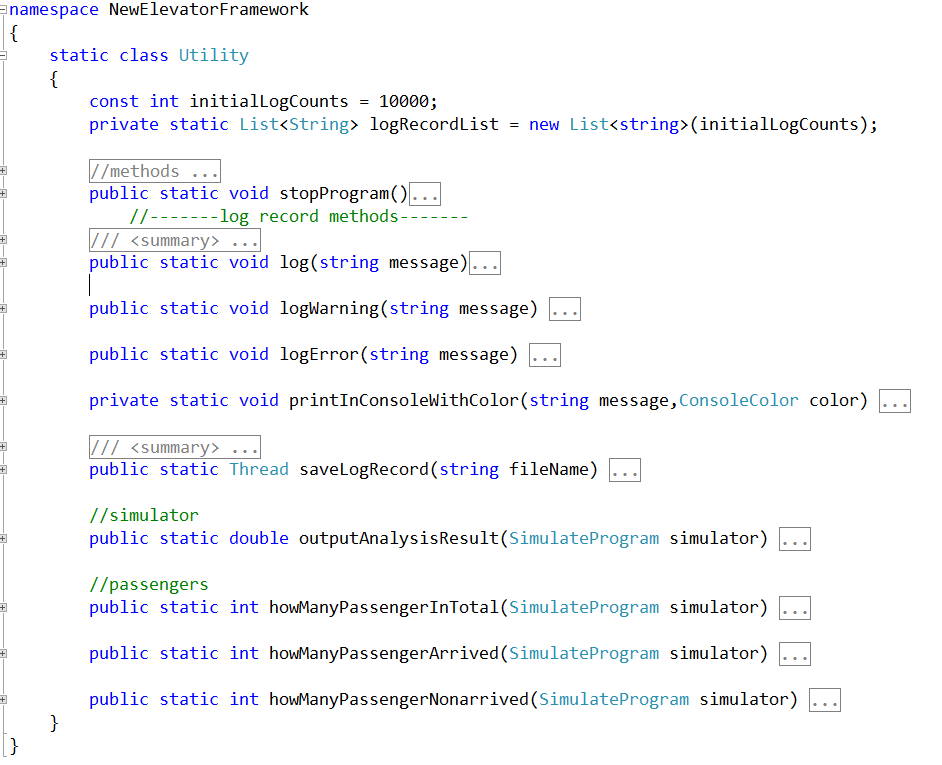 namespace NewElevatorFramework
{
    static class Utility
    {
        const int initialLogCounts = 10000;
        private static List<String> logRecordList = new List<string>(initialLogCounts);

        //methods ...
        public static void stopProgram()...
            //-------log record methods-------
        /// <summary> ...
        public static void log(string message)...

        public static void logWarning(string message) ...

        public static void logError(string message) ...

        private static void printInConsoleWithColor(string message,ConsoleColor color) ...

        /// <summary> ...
        public static Thread saveLogRecord(string fileName) ...

        //simulator
        public static double outputAnalysisResult(SimulateProgram simulator) ...

        //passengers
        public static int howManyPassengerInTotal(SimulateProgram simulator) ...

        public static int howManyPassengerArrived(SimulateProgram simulator) ...

        public static int howManyPassengerNonarrived(SimulateProgram simulator) ...
    }
}